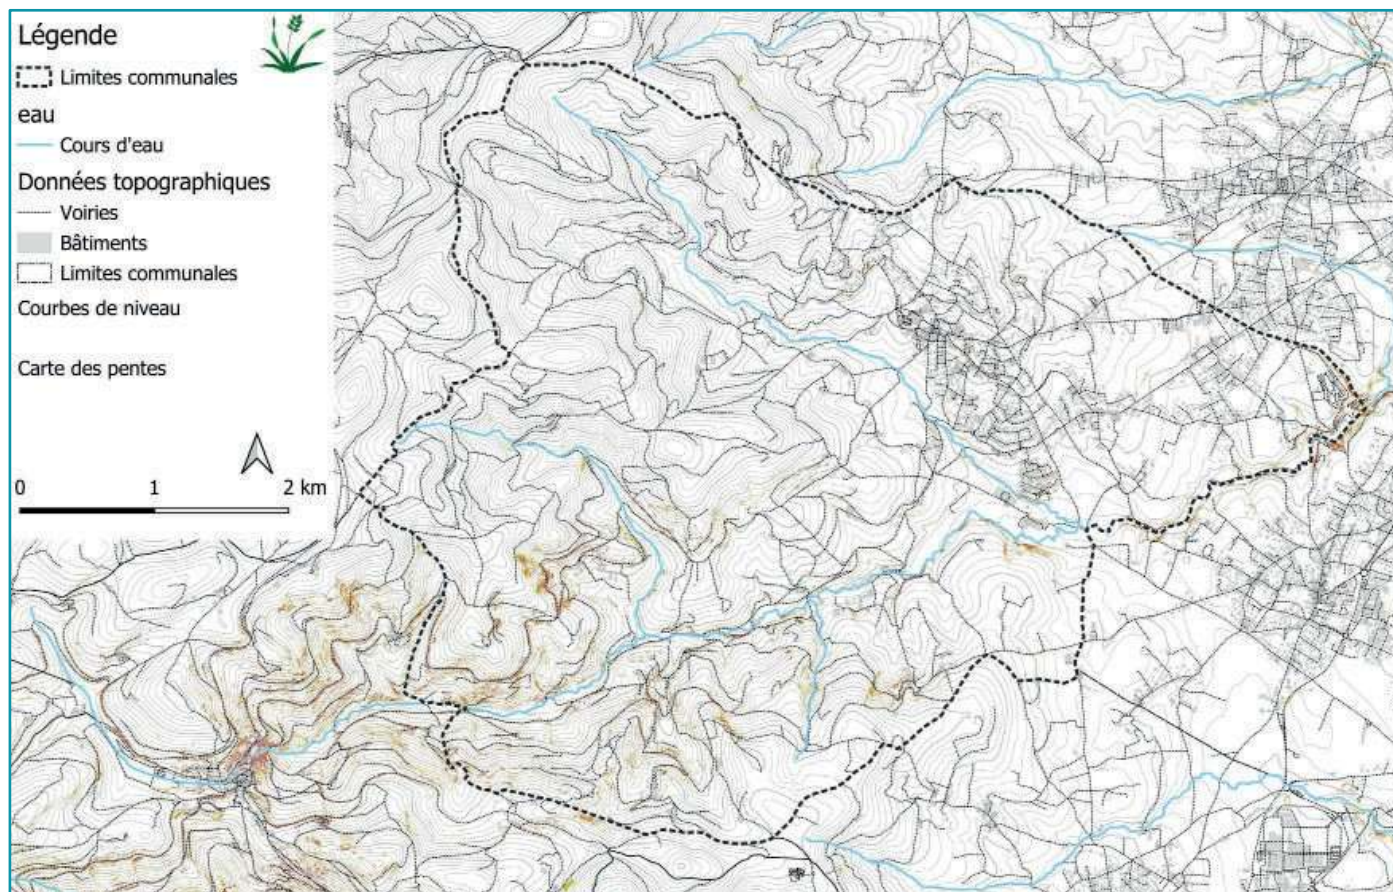 Légende
Limites communales
eau
Cours d'eau
Données topographiques
Voiries
Bâtiments
Limites communales
Courbes de niveau
Carte des pentes
0 1 2 km